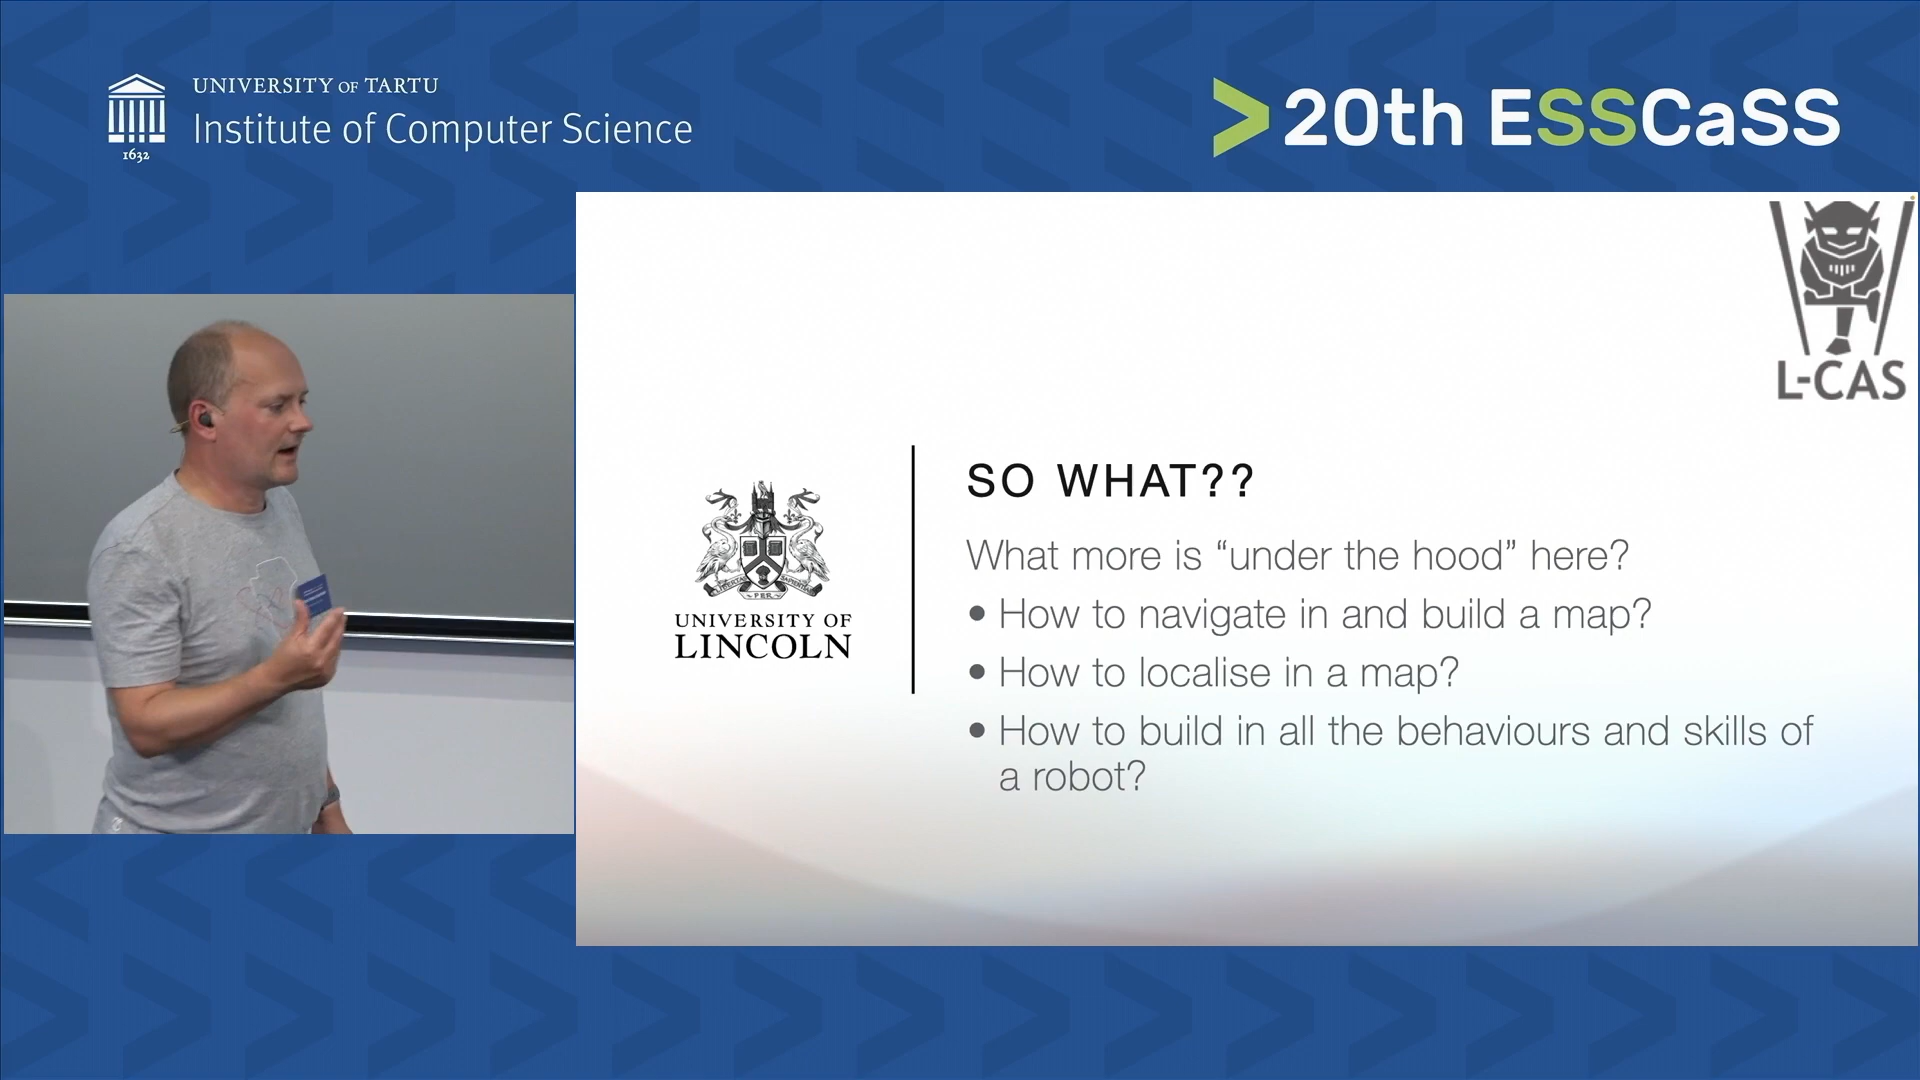 UNIVERSITY OF TARTU
Institute of Computer Science
1632
>20th ESSCaSS
L-CAS
SO WHAT??
What more is “under the hood” here?
• How to navigate in and build a map?
• How to localise in a map?
• How to build in all the behaviours and skills of
a robot?
UNIVERSITY OF
LINCOLN